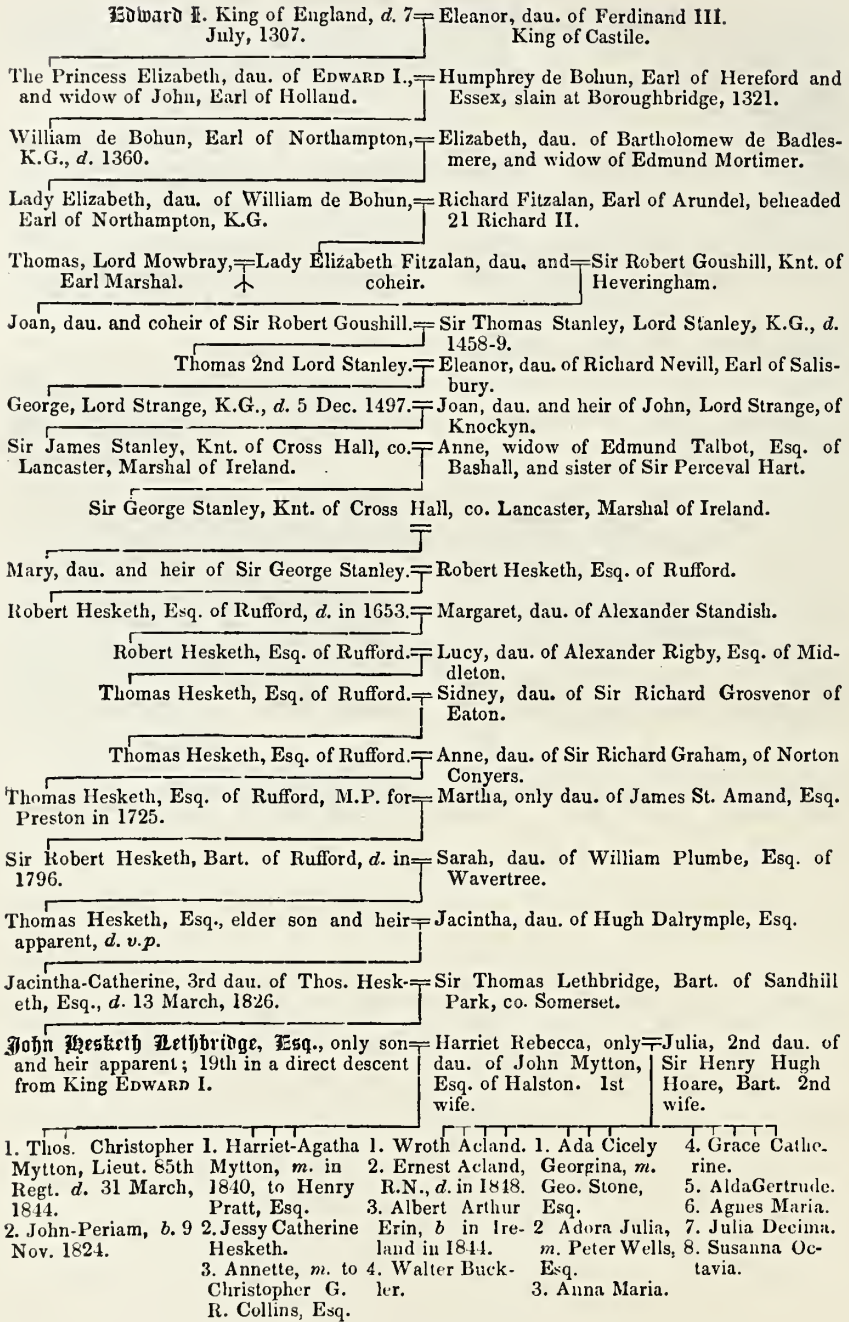 Edward I. King of England, d. 7 = Eleanor, dau. of Ferdinand III.
July, 1307. King of Castile.
The Princess Elizabeth, dau. of EDWARD I., = Humphrey de Bohun, Earl of Hereford and
and widow of John, Earl of Holland. Essex, slain at Boroughbridge, 1321.
William de Bohun, Earl of Northampton, = Elizabeth, dau. of Bartholomew de Badles-
K.G., d. 1360. mere, and widow of Edmund Mortimer.
Lady Elizabeth, dau. of William de Bohun, = Richard Fitzalan, Earl of Arundel, beheaded
Earl of Northampton, K.G. 21 Richard II.
Thomas, Lord Mowbray, = Lady Elizabeth Fitzalan, dau. and = Sir Robert Goushill, Knt. of
Earl Marshal. coheir. Heveringham.
Joan, dau. and coheir of Sir Robert Goushill. = Sir Thomas Stanley, Lord Stanley, K.G., d.
1458-9.
Thomas 2nd Lord Stanley. = Eleanor, dau. of Richard Nevill, Earl of Salis-
bury.
George, Lord Strange, K.G., d. 5 Dec. 1497. = Joan, dau. and heir of John, Lord Strange, of
Knockyn.
Sir James Stanley, Knt. of Cross Hall, co. = Anne, widow of Edmund Talbot, Esq. of
Lancaster, Marshal of Ireland. Bashall, and sister of Sir Perceval Hart.
Sir George Stanley, Knt. of Cross Hall, co. Lancaster, Marshal of Ireland.
=
Mary, dau. and heir of Sir George Stanley. = Robert Hesketh, Esq. of Rufford.
Robert Hesketh, Esq. of Rufford, d. in 1653. = Margaret, dau. of Alexander Standish.
Robert Hesketh, Esq. of Rufford. = Lucy, dau. of Alexander Rigby, Esq. of Mid-
dleton.
Thomas Hesketh, Esq. of Rufford. = Sidney, dau. of Sir Richard Grosvenor of
Eaton.
Thomas Hesketh, Esq. of Rufford. = Anne, dau. of Sir Richard Graham, of Norton
Conyers.
Thomas Hesketh, Esq. of Rufford, M.P. for = Martha, only dau. of James St. Amand, Esq.
Preston in 1725.
Sir Robert Hesketh, Bart. of Rufford, d. in = Sarah, dau. of William Plumbe, Esq. of
1796. Wavertree.
Thomas Hesketh, Esq., elder son and heir = Jacintha, dau. of Hugh Dalrymple, Esq.
apparent, d. v.p.
Jacintha-Catherine, 3rd dau. of Thos. Hesk- = Sir Thomas Lethbridge, Bart. of Sandhill
eth, Esq., d. 13 March, 1826. Park, co. Somerset.
John Hesketh Lethbridge, Esq., only son = Harriet Rebecca, only = Julia, 2nd dau. of
and heir apparent; 19th in a direct descent dau. of John Mytton, Sir Henry Hugh
from King EDWARD I. Esq. of Halston. 1st Hoare, Bart. 2nd
wife. wife.
1. Thos. Christopher
Mytton, Lieut. 85th
Regt. d. 31 March,
1844.
2. John-Periam, b. 9
Nov. 1824.
1. Harriet-Agatha
Mytton, m. in
1840, to Henry
Pratt, Esq.
2. Jessy Catherine
Hesketh.
3. Annette, m. to
Christopher G.
R. Collins, Esq.
1. Wroth Acland.
2. Ernest Acland,
R.N., d. in 1848.
3. Albert Arthur
Erin, b in Ire-
land in 1844.
4. Walter Buck-
ler.
1. Ada Cicely
Georgina, m.
Geo. Stone,
Esq.
2 Adora Julia,
m. Peter Wells,
Esq.
3. Anna Maria.
4. Grace Cathe-
rine.
5. Alda Gertrude.
6. Agnes Maria.
7. Julia Decima.
8. Susanna Oc-
tavia.